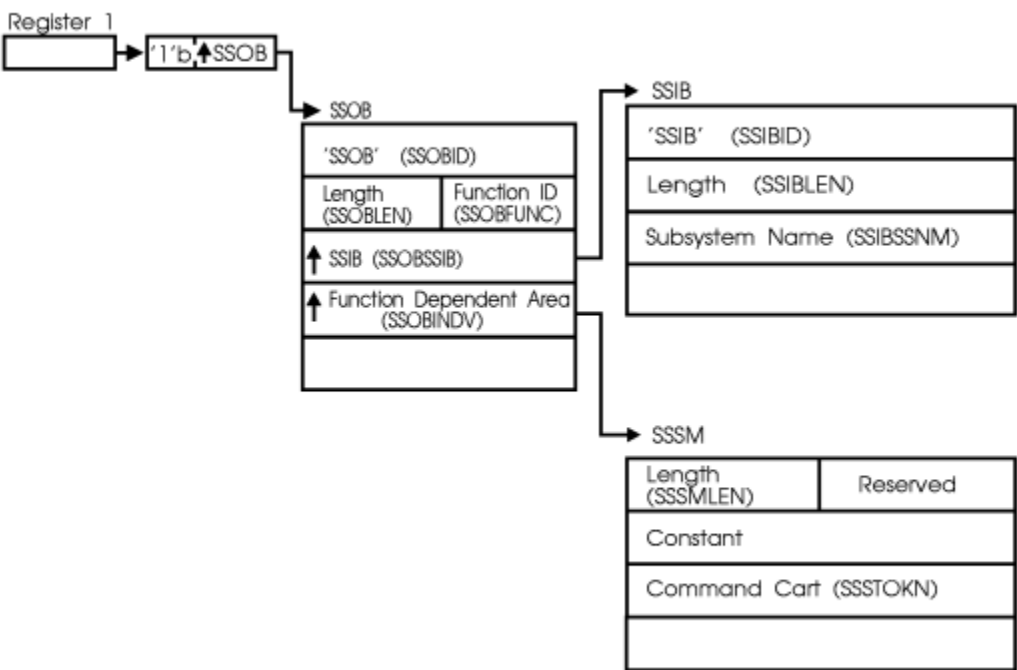 Register 1
'1'b,↑SSOB
SSOB
'SSOB' (SSOBID)
Length
(SSOBLEN)
Function ID
(SSOBFUNC)
↑ SSIB (SSOBSSIB)
↑ Function Dependent Area
(SSOBINDV)
SSIB
'SSIB' (SSIBID)
Length (SSIBLEN)
Subsystem Name (SSIBSSNM)
SSSM
Length
(SSSMLEN)
Reserved
Constant
Command Cart (SSSTOKN)